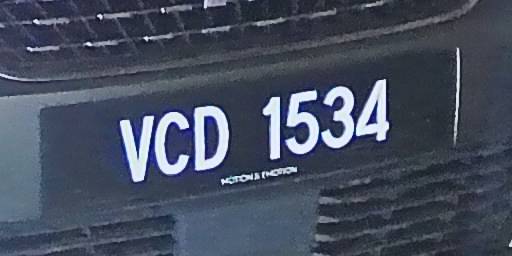 VCD 1534
MOTION & EMOTION